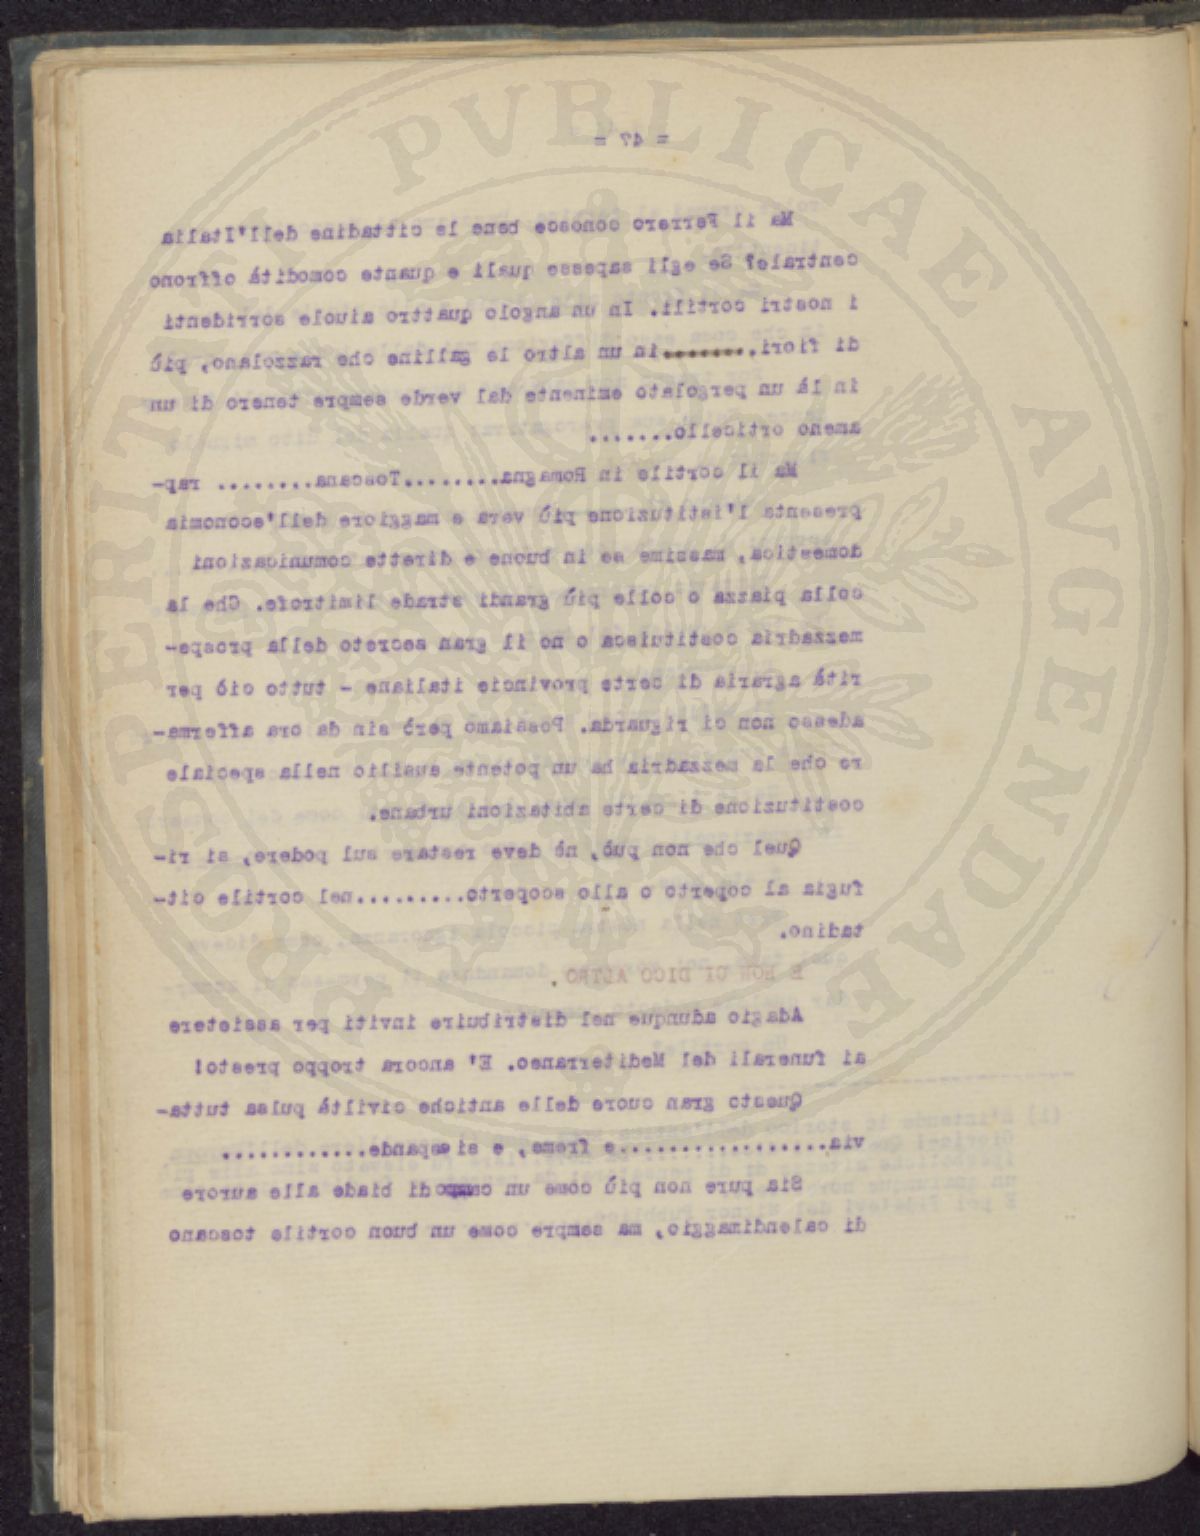 = 47 =
Ma il Ferrero conosce bene le cittadine dell'Italia
centrale? Se egli sapesse quali e quante comodità offrono
i nostri cortili. In un angolo quattro aiuole sorridenti
di fiori,........in un altro le galline che razzolano, più
in là un pergolato eminente dal verde sempre tenero di un
ameno orticello.......
Ma il cortile in Romagna........Toscana........ rap-
presenta l'istituzione più vera e maggiore dell'economia
domestica, massime se in buone e dirette comunicazioni
colla piazza o colle più grandi strade limitrofe. Che la
mezzadria costituisca o no il gran secreto della prospe-
rità agraria di certe provincie italiane - tutto ciò per
adesso non ci riguarda. Possiamo però sin da ora afferma-
re che la mezzadria ha un potente ausilio nella speciale
costituzione di certe abitazioni urbane.
Quel che non può, nè deve restare sul podere, si ri-
fugia al coperto o allo scoperto.........nel cortile cit-
tadino.
E NON DI DICO ALTRO.
Adagio adunque nel distribuire inviti per assistere
ai funerali del Mediterraneo. E' ancora troppo presto!
Questo gran cuore delle antiche civiltà pulsa tutta-
via.................e freme, e si espande............
Sia pure non più come un campo di biade alle aurore
di calendimaggio, ma sempre come un buon cortile toscano
PROSPERITATI PVBLICAE AVGENDAE